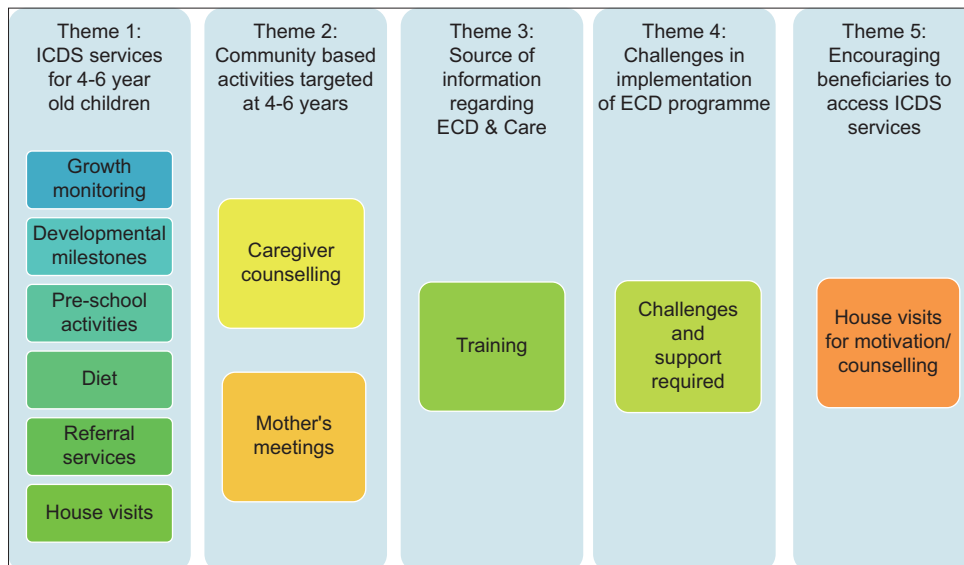 Theme 1:
ICDS services
for 4-6 year
old children
Growth
monitoring
Developmental
milestones
Pre-school
activities
Diet
Referral
services
House visits
Theme 2:
Community based
activities targeted
at 4-6 years
Caregiver
counselling
Mother's
meetings
Theme 3:
Source of
information
regarding
ECD & Care
Training
Theme 4:
Challenges in
implementation
of ECD programme
Challenges
and
support
required
Theme 5:
Encouraging
beneficiaries to
access ICDS
services
House visits
for motivation/
counselling